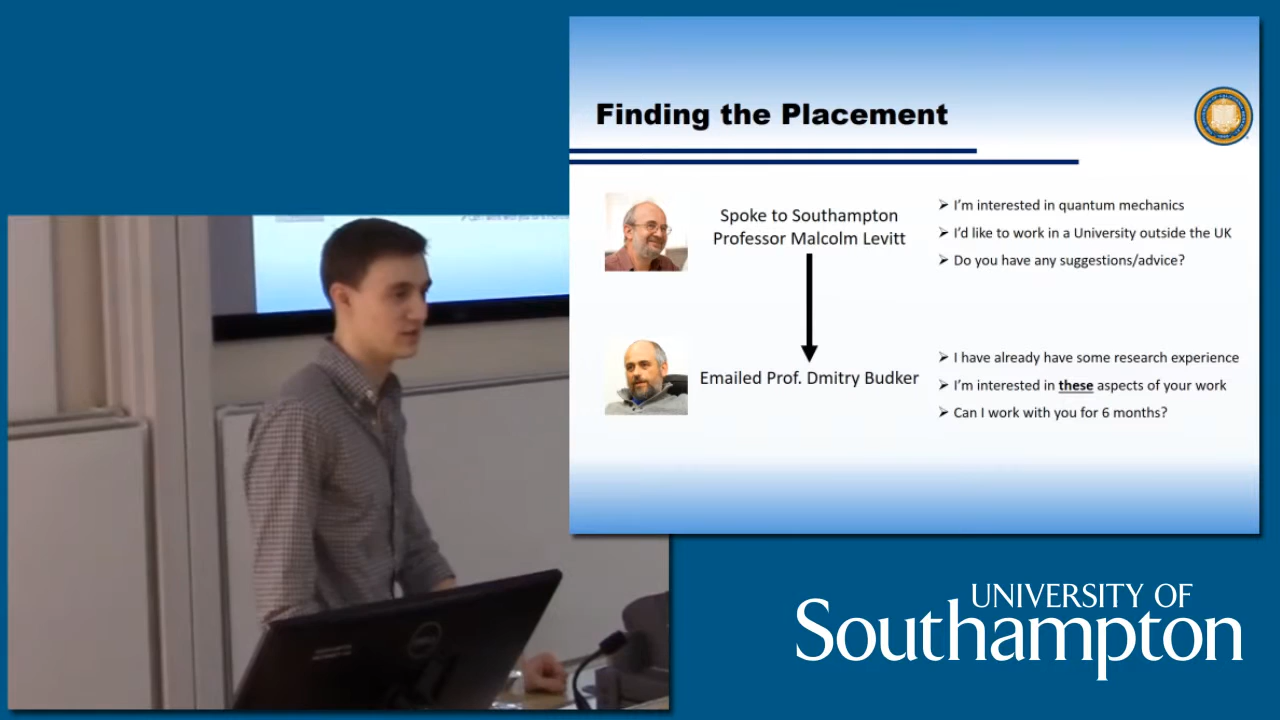 Finding the Placement
Spoke to Southampton
Professor Malcolm Levitt
➢ I'm interested in quantum mechanics
➢ I'd like to work in a University outside the UK
➢ Do you have any suggestions/advice?
Emailed Prof. Dmitry Budker
➢ I have already have some research experience
➢ I'm interested in these aspects of your work
➢ Can I work with you for 6 months?
DELL
UNIVERSITY OF
Southampton